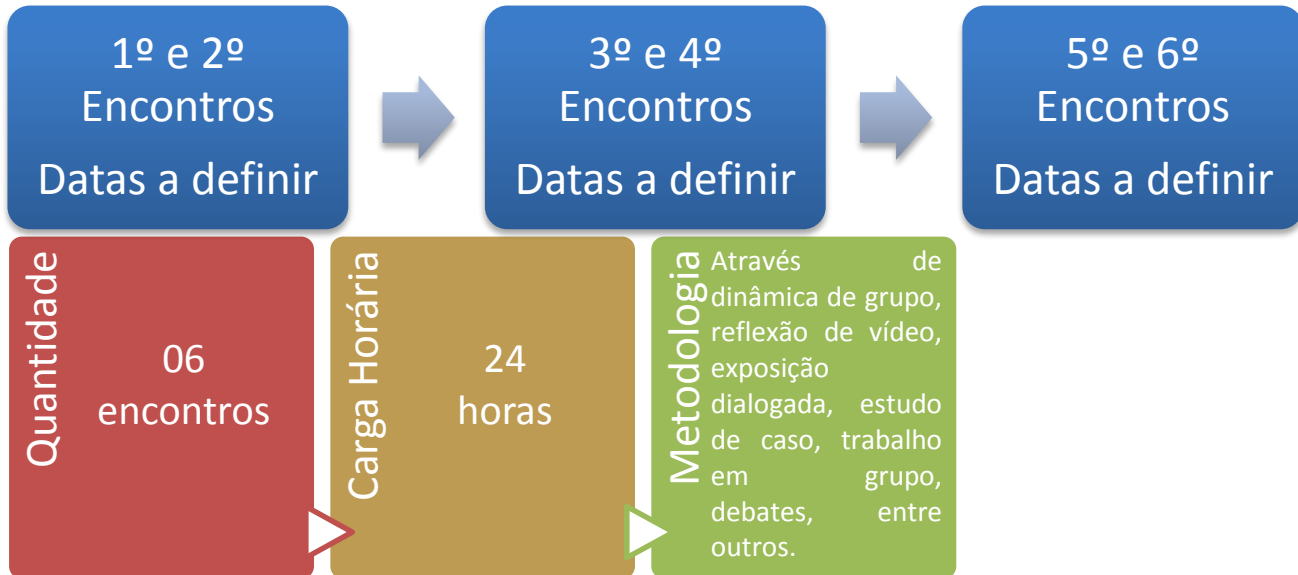 1º e 2º
Encontros
Datas a definir
3º e 4º
Encontros
Datas a definir
5º e 6º
Encontros
Datas a definir
Quantidade
06
encontros
Carga Horária
24
horas
Metodologia
Através de
dinâmica de grupo,
reflexão de vídeo,
exposição
dialogada, estudo
de caso, trabalho
em grupo,
debates, entre
outros.